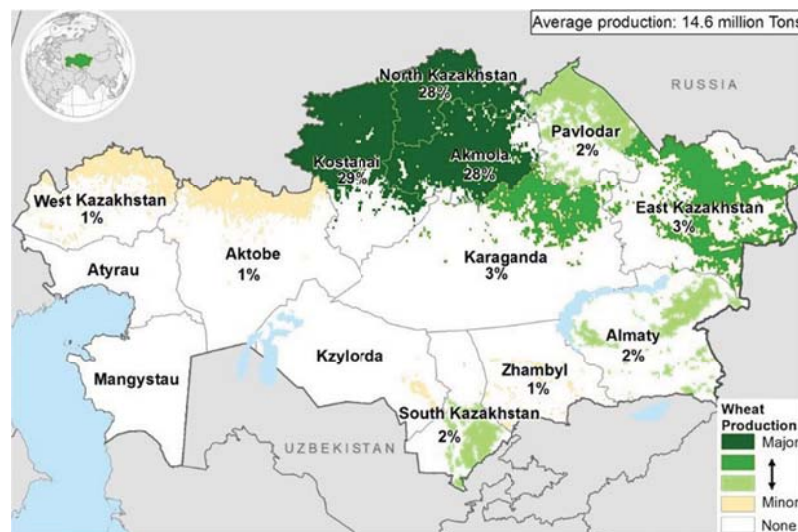 Average production: 14.6 million Tons
RUSSIA
North Kazakhstan
28%
Pavlodar
2%
Kostanai
29%
Akmola
28%
West Kazakhstan
1%
East Kazakhstan
3%
Aktobe
1%
Karaganda
3%
Atyrau
Almaty
2%
Mangystau
Kzylorda
Zhambyl
1%
South Kazakhstan
2%
UZBEKISTAN
Wheat
Production
Major
Minor
None